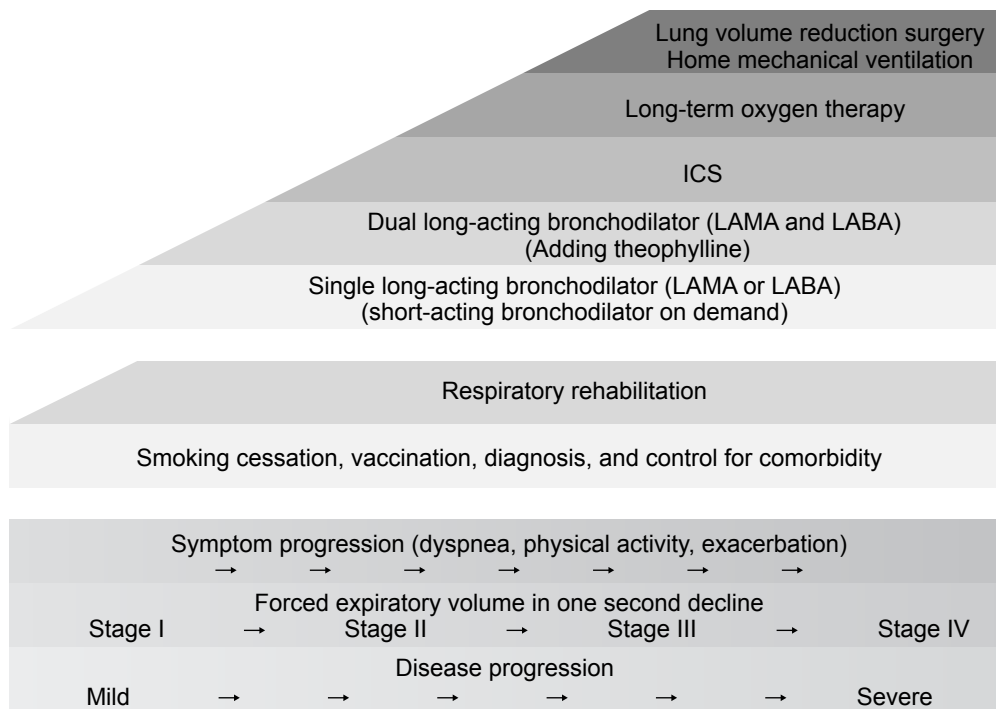 Lung volume reduction surgery
Home mechanical ventilation
Long-term oxygen therapy
ICS
Dual long-acting bronchodilator (LAMA and LABA)
(Adding theophylline)
Single long-acting bronchodilator (LAMA or LABA)
(short-acting bronchodilator on demand)
Respiratory rehabilitation
Smoking cessation, vaccination, diagnosis, and control for comorbidity
Symptom progression (dyspnea, physical activity, exacerbation)
→ → → → → → →
Forced expiratory volume in one second decline
Stage I → Stage II → Stage III → Stage IV
Disease progression
Mild → → → → → → Severe